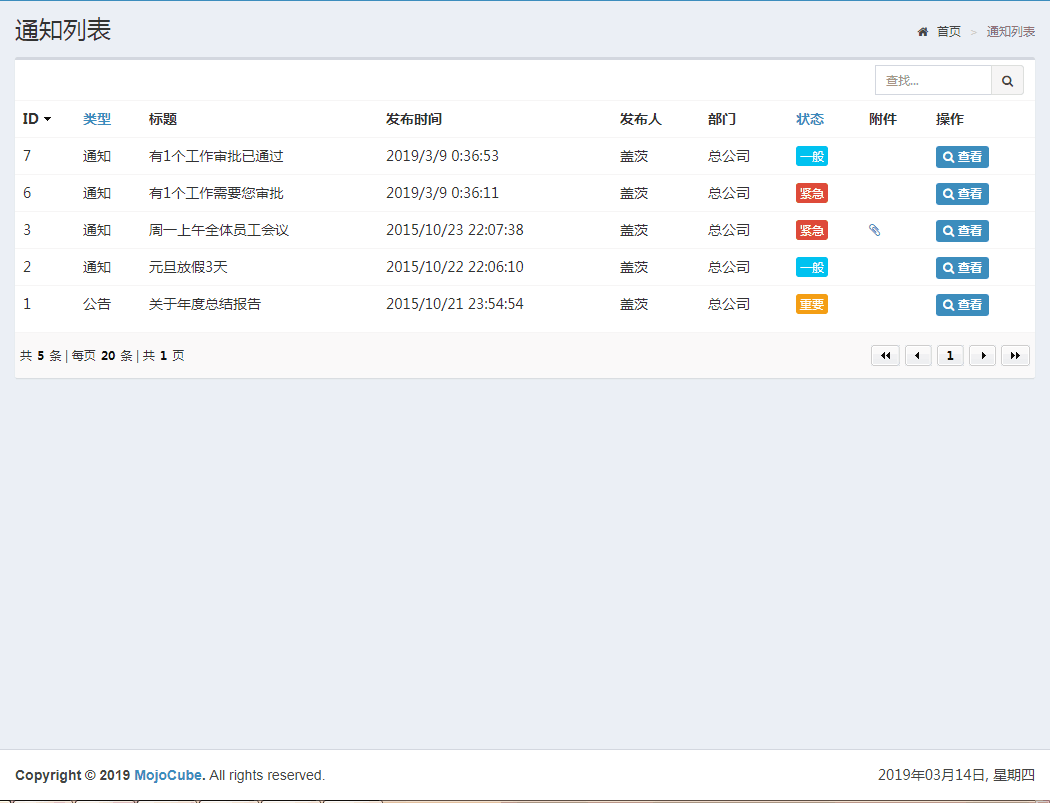 通知列表
首页 > 通知列表
查找...
ID 类型 标题 发布时间 发布人 部门 状态 附件 操作
7 通知 有1个工作审批已通过 2019/3/9 0:36:53 盖茨 总公司 一般 查看
6 通知 有1个工作需要您审批 2019/3/9 0:36:11 盖茨 总公司 紧急 查看
3 通知 周一上午全体员工会议 2015/10/23 22:07:38 盖茨 总公司 紧急 查看
2 通知 元旦放假3天 2015/10/22 22:06:10 盖茨 总公司 一般 查看
1 公告 关于年度总结报告 2015/10/21 23:54:54 盖茨 总公司 重要 查看
共 5 条 | 每页 20 条 | 共 1 页 1
Copyright © 2019 MojoCube. All rights reserved. 2019年03月14日, 星期四